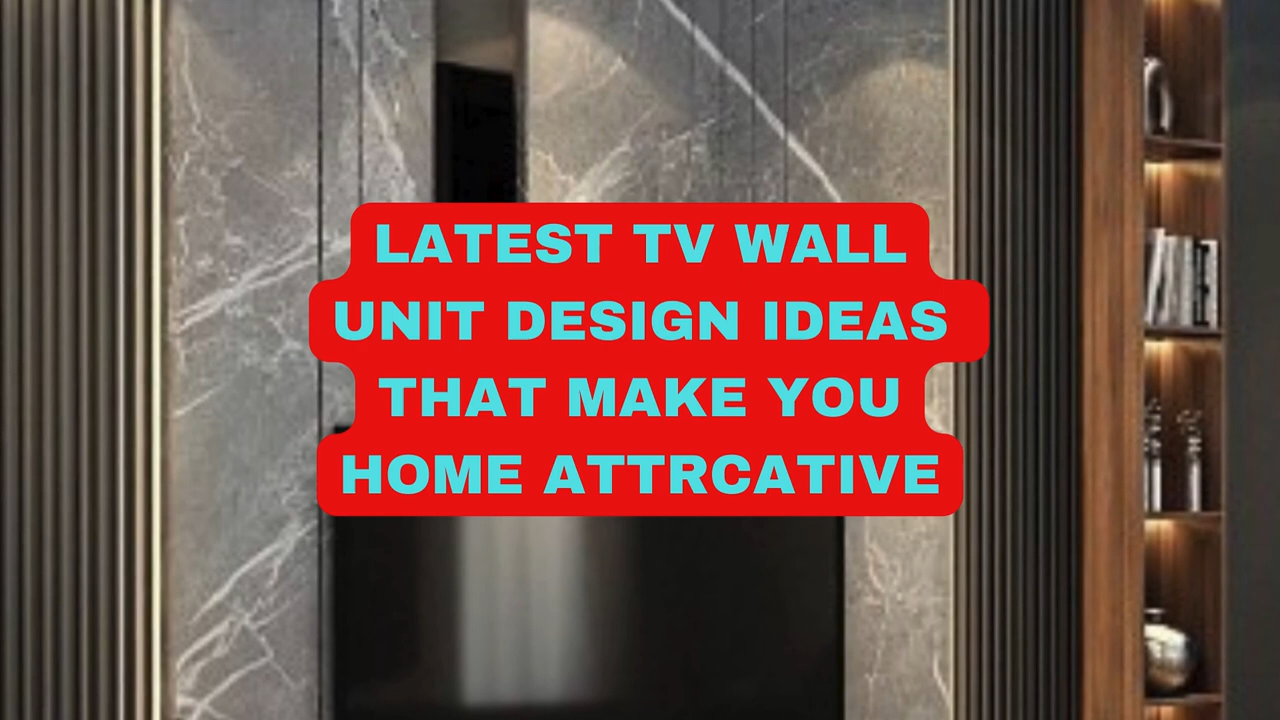 LATEST TV WALL
UNIT DESIGN IDEAS
THAT MAKE YOU
HOME ATTRCATIVE